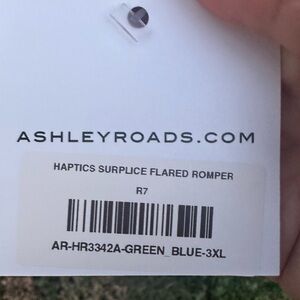 ASHLEYROADS.COM
HAPTICS SURPLICE FLARED ROMPER
R7
AR-HR3342A-GREEN_BLUE-3XL